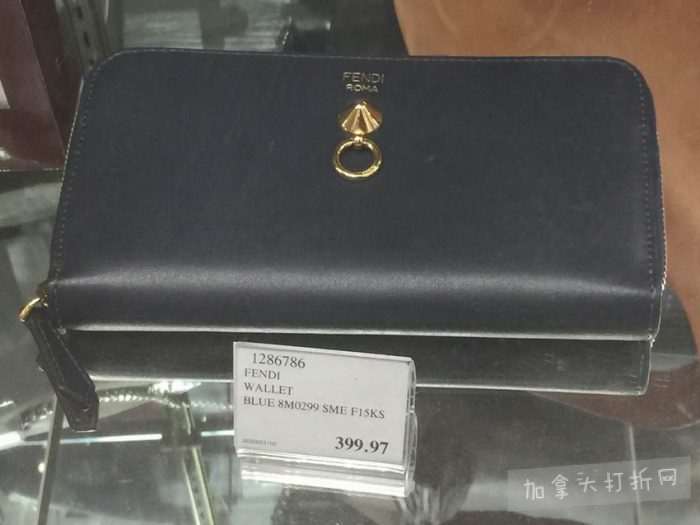 FENDI
ROMA
1286786
FENDI
WALLET
BLUE 8M0299 SME F15KS
399.97
加拿大打折网